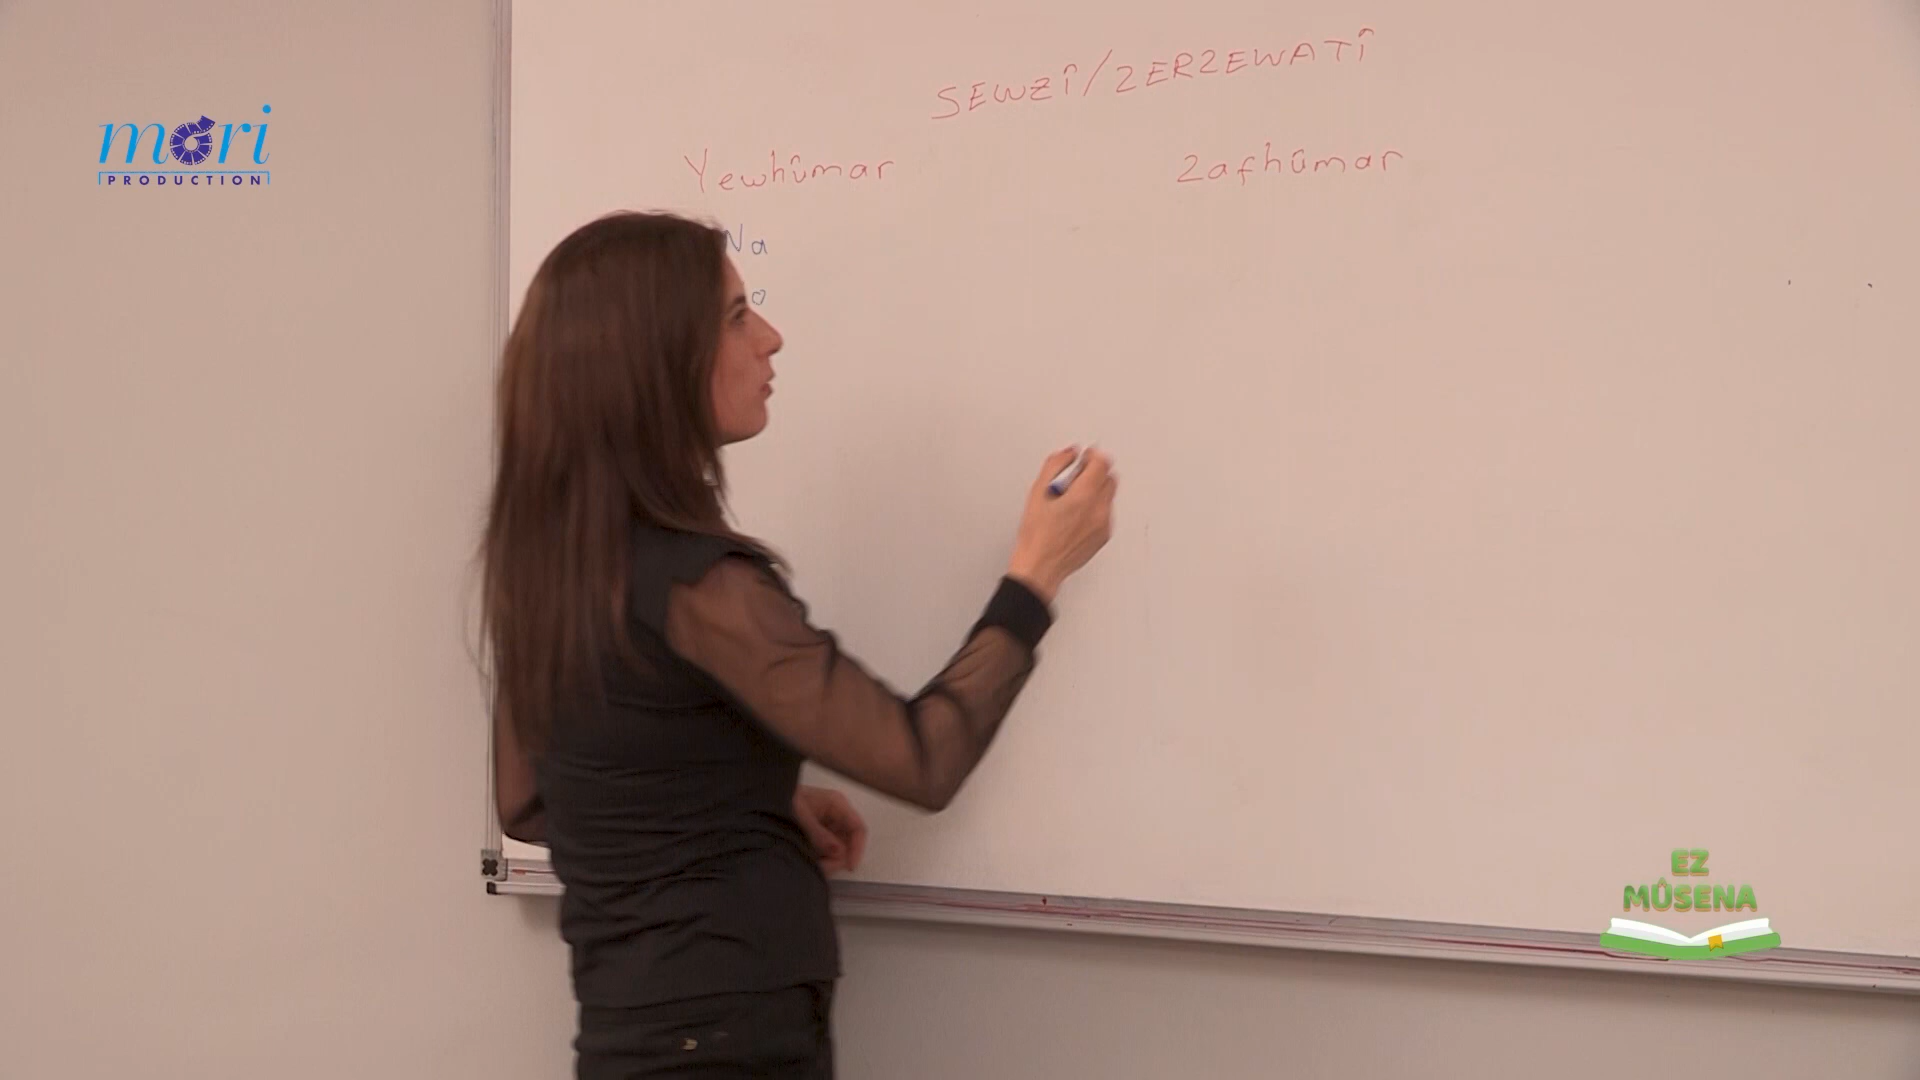 mori
PRODUCTION
SEWZÎ/ZERZEWATÎ
Yewhûmar
Zafhûmar
Na
EZ
MÛSENA